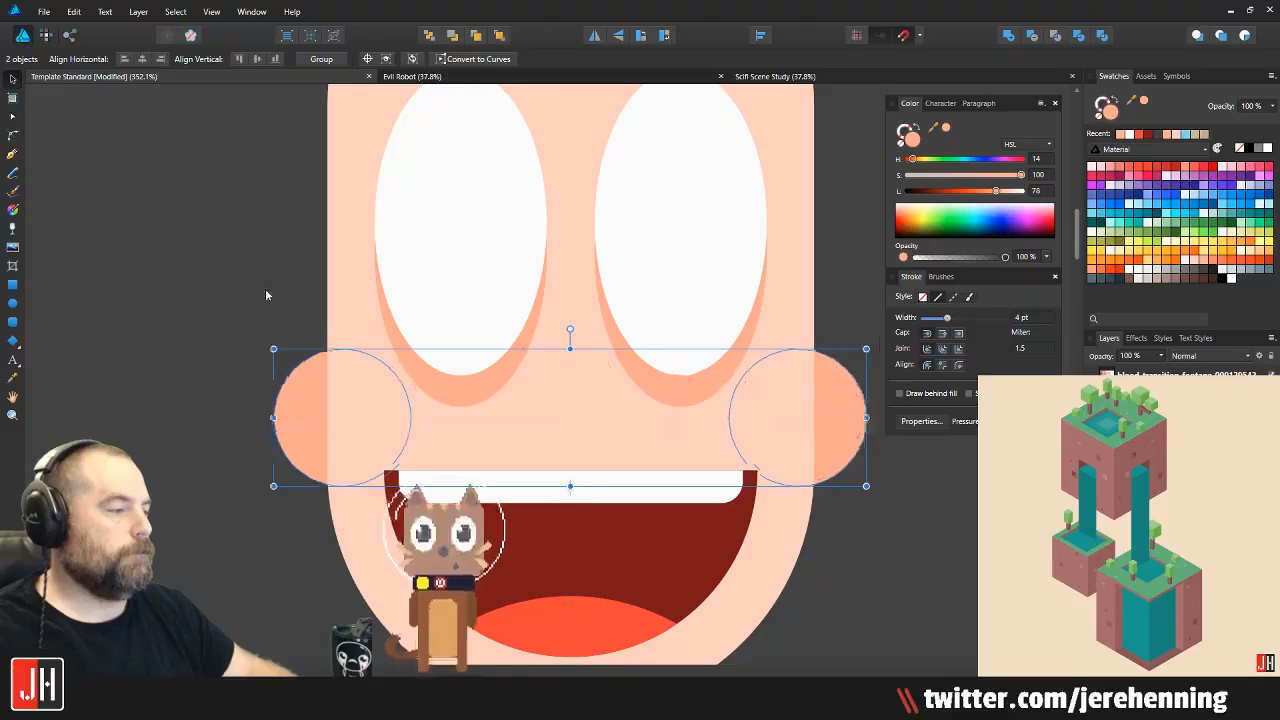 File Edit Text Layer Select View Window Help
2 objects Align Horizontal: Align Vertical: Group Convert to Curves
Template Standard [Modified] (352.1%) Evil Robot (37.8%) Scifi Scene Study (37.8%)
Color Character Paragraph
HSL
H: 14
S: 100
L: 78
Opacity
100 %
Stroke Brushes
Style:
Width: 4 pt
Cap: Miter:
Join: 1.5
Align:
Draw behind fill
Properties... Pressure
Swatches Assets Symbols
Opacity: 100 %
Recent:
Material
Layers Effects Styles Text Styles
Opacity: 100 % Normal
JH
JH
twitter.com/jerehenning